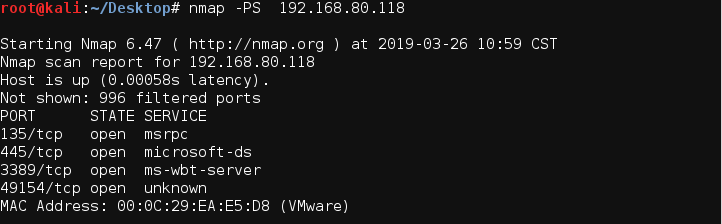 root@kali:~/Desktop# nmap -PS  192.168.80.118
Starting Nmap 6.47 ( http://nmap.org ) at 2019-03-26 10:59 CST
Nmap scan report for 192.168.80.118
Host is up (0.00058s latency).
Not shown: 996 filtered ports
PORT      STATE SERVICE
135/tcp   open  msrpc
445/tcp   open  microsoft-ds
3389/tcp  open  ms-wbt-server
49154/tcp open  unknown
MAC Address: 00:0C:29:EA:E5:D8 (VMware)